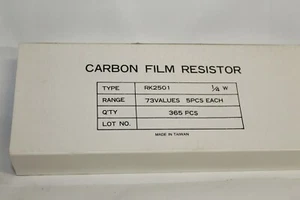 CARBON FILM RESISTOR
TYPE RK2501 ¼ W
RANGE 73VALUES 5PCS EACH
Q'TY 365 PCS
LOT NO.
MADE IN TAIWAN